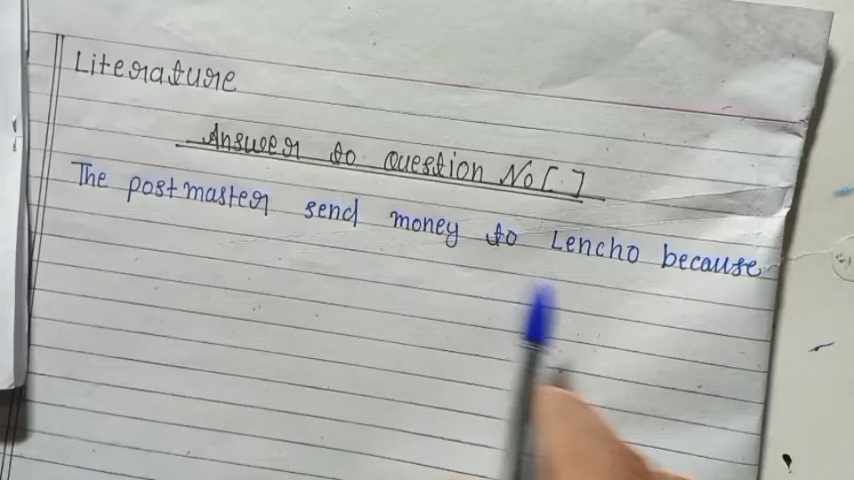 Literature
Answer to question No[ ]
The postmaster send money to Lencho because